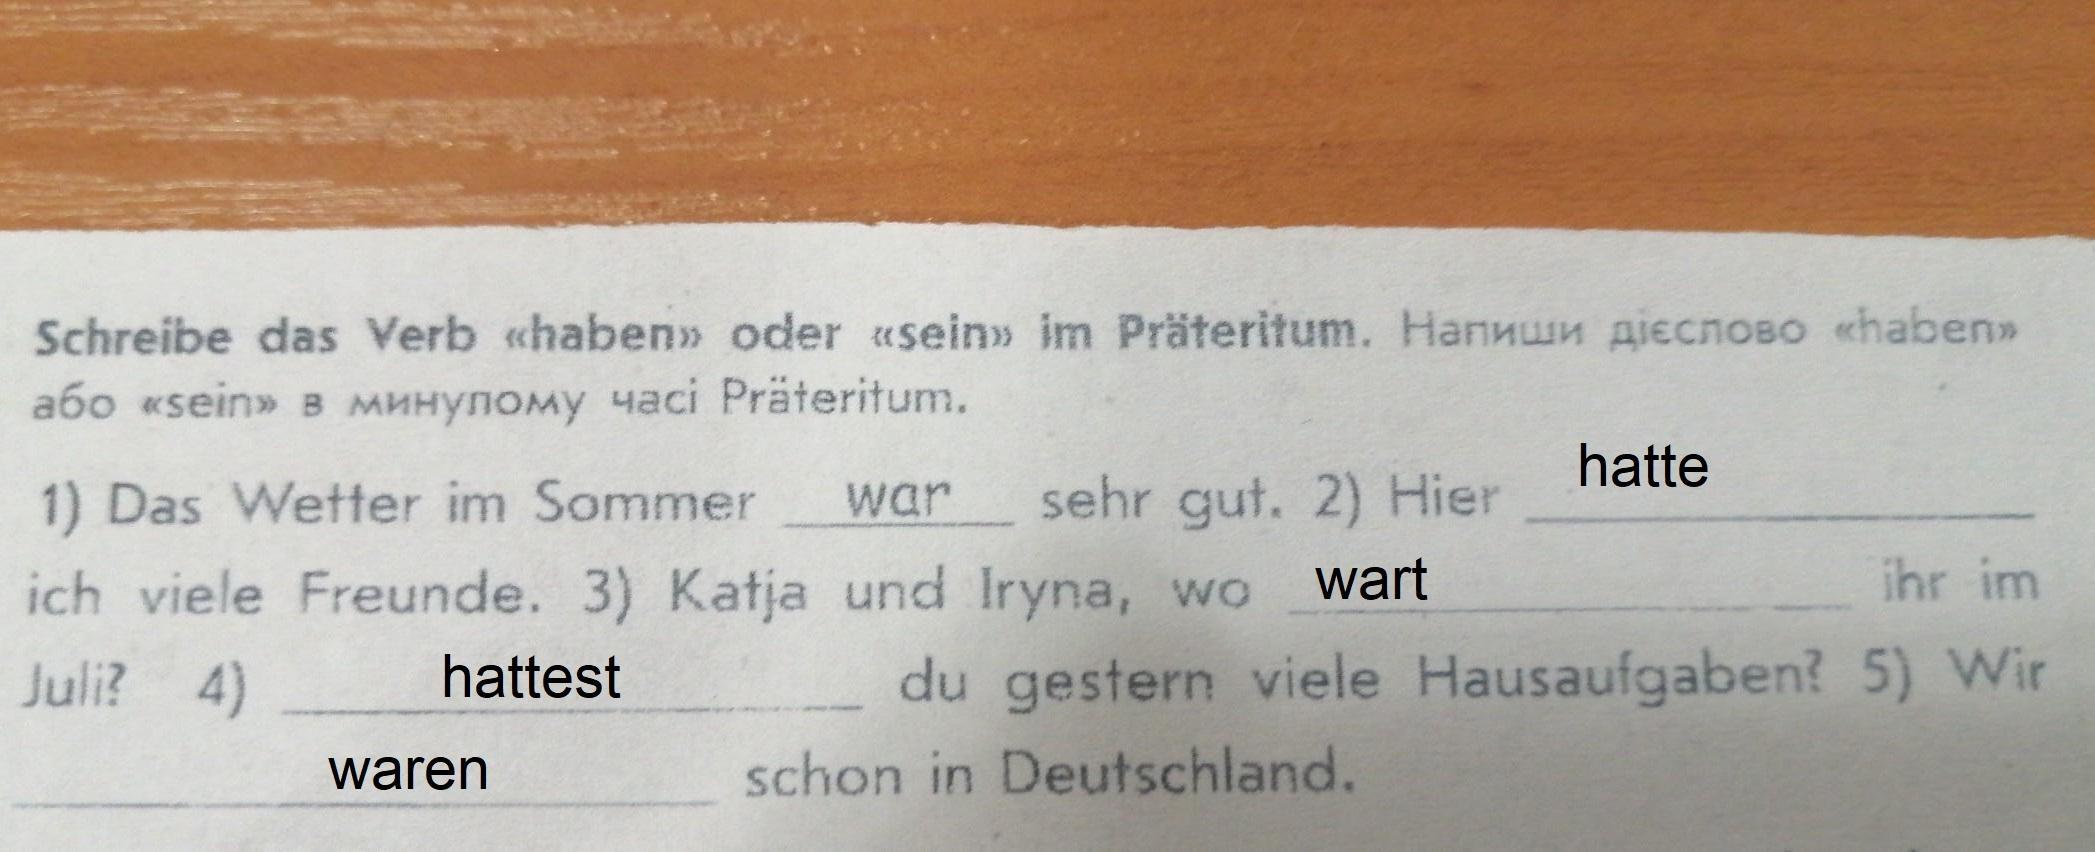 Schreibe das Verb «haben» oder «sein» im Präteritum. Напиши дієслово «haben»
або «sein» в минулому часі Präteritum.
1) Das Wetter im Sommer war sehr gut. 2) Hier hatte
ich viele Freunde. 3) Katja und Iryna, wo wart ihr im
Juli? 4) hattest du gestern viele Hausaufgaben? 5) Wir
waren schon in Deutschland.